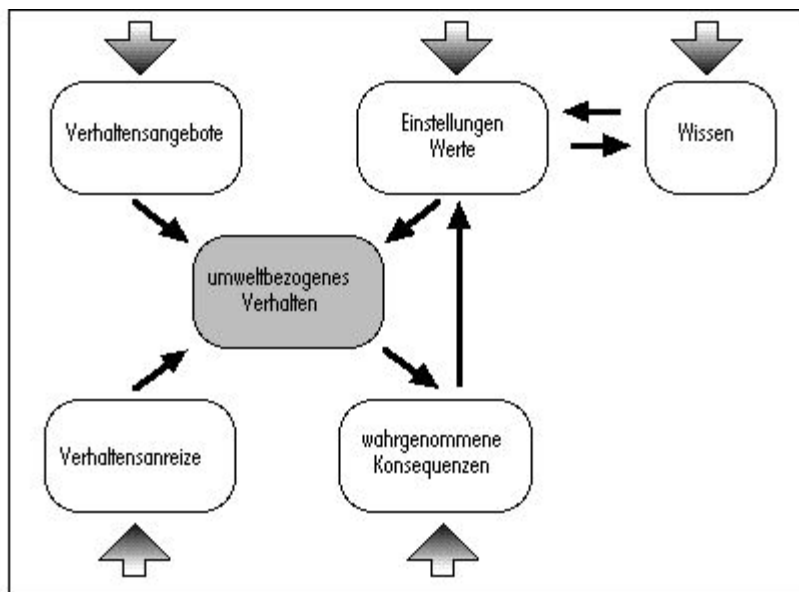 Verhaltensangebote
Einstellungen
Werte
Wissen
umweltbezogenes
Verhalten
Verhaltensanreize
wahrgenommene
Konsequenzen